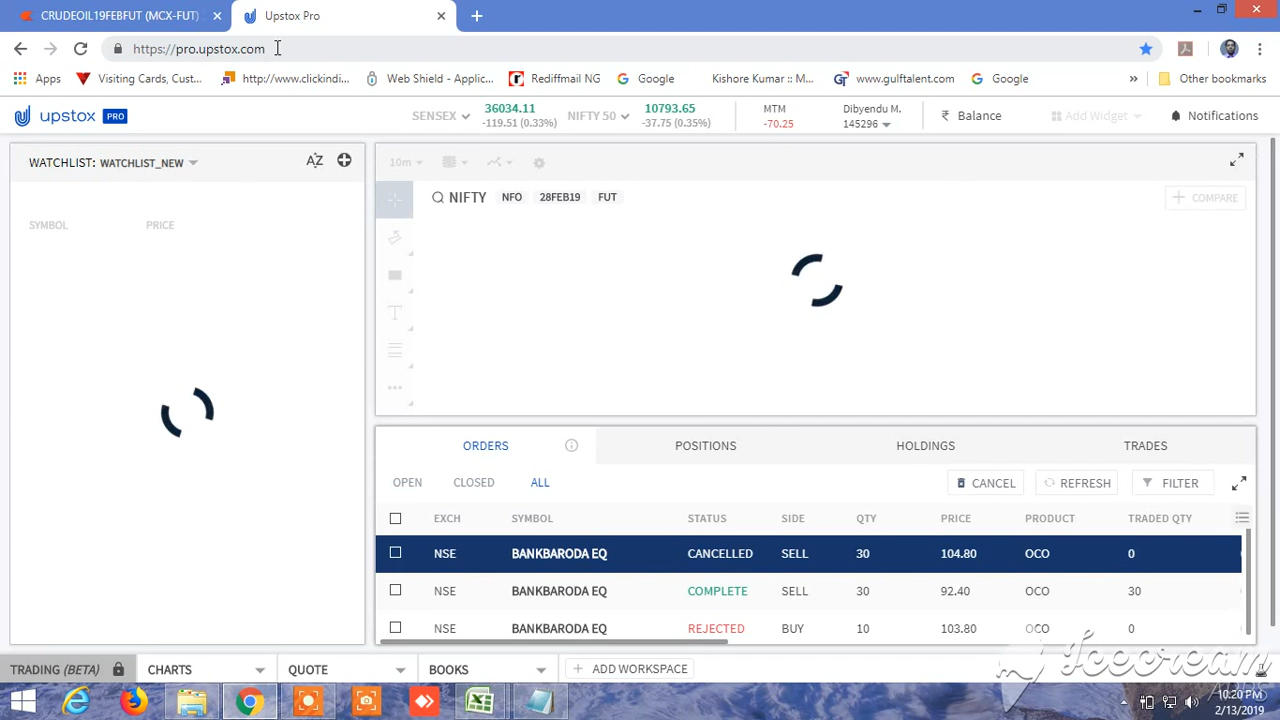 CRUDEOIL19FEBFUT (MCX-FUT)
Upstox Pro
https://pro.upstox.com
Apps
Visiting Cards, Cust...
http://www.clickindi...
Web Shield - Applic...
Rediffmail NG
Google
Kishore Kumar :: M...
www.gulftalent.com
Google
»
Other bookmarks
upstox PRO
SENSEX 36034.11 -119.51 (0.33%)
NIFTY 50 10793.65 -37.75 (0.35%)
MTM -70.25
Dibyendu M. 145296
₹ Balance
Add Widget
Notifications
WATCHLIST: WATCHLIST_NEW
AZ
10m
SYMBOL PRICE
NIFTY NFO 28FEB19 FUT
COMPARE
T
ORDERS POSITIONS HOLDINGS TRADES
OPEN CLOSED ALL CANCEL REFRESH FILTER
EXCH SYMBOL STATUS SIDE QTY PRICE PRODUCT TRADED QTY
NSE BANKBARODA EQ CANCELLED SELL 30 104.80 OCO 0
NSE BANKBARODA EQ COMPLETE SELL 30 92.40 OCO 30
NSE BANKBARODA EQ REJECTED BUY 10 103.80 OCO 0
TRADING (BETA) CHARTS QUOTE BOOKS ADD WORKSPACE
Icecream
10:20 PM
2/13/2019